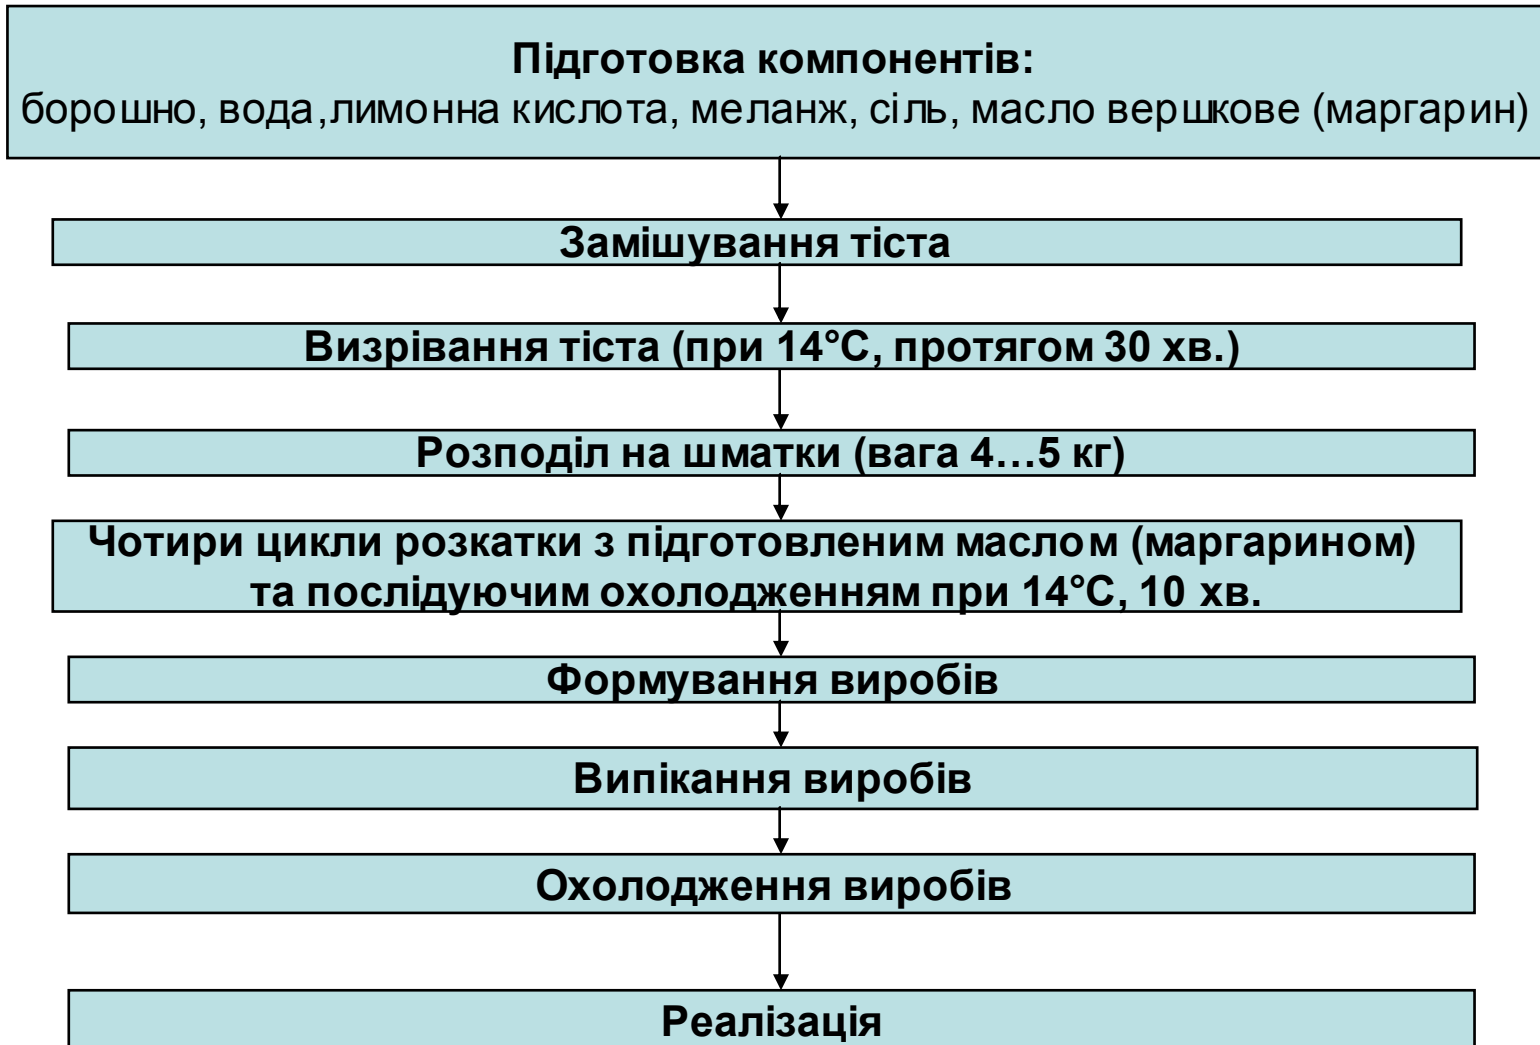 Підготовка компонентів:
борошно, вода,лимонна кислота, меланж, сіль, масло вершкове (маргарин)
Замішування тіста
Визрівання тіста (при 14°С, протягом 30 хв.)
Розподіл на шматки (вага 4…5 кг)
Чотири цикли розкатки з підготовленим маслом (маргарином)
та послідуючим охолодженням при 14°С, 10 хв.
Формування виробів
Випікання виробів
Охолодження виробів
Реалізація